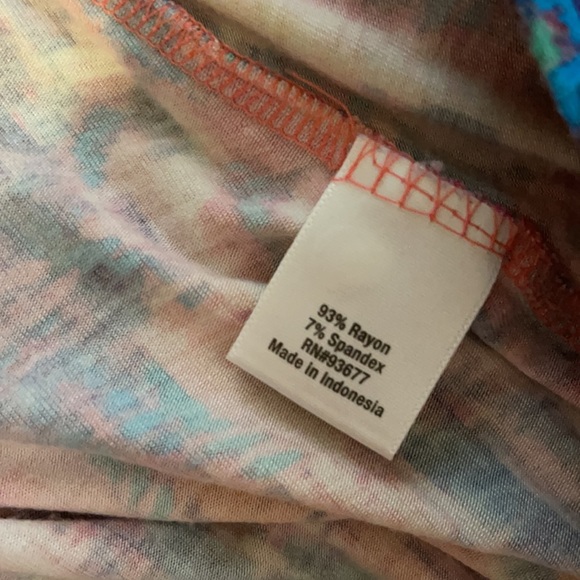 93% Rayon
7% Spandex
RN#93677
Made in Indonesia